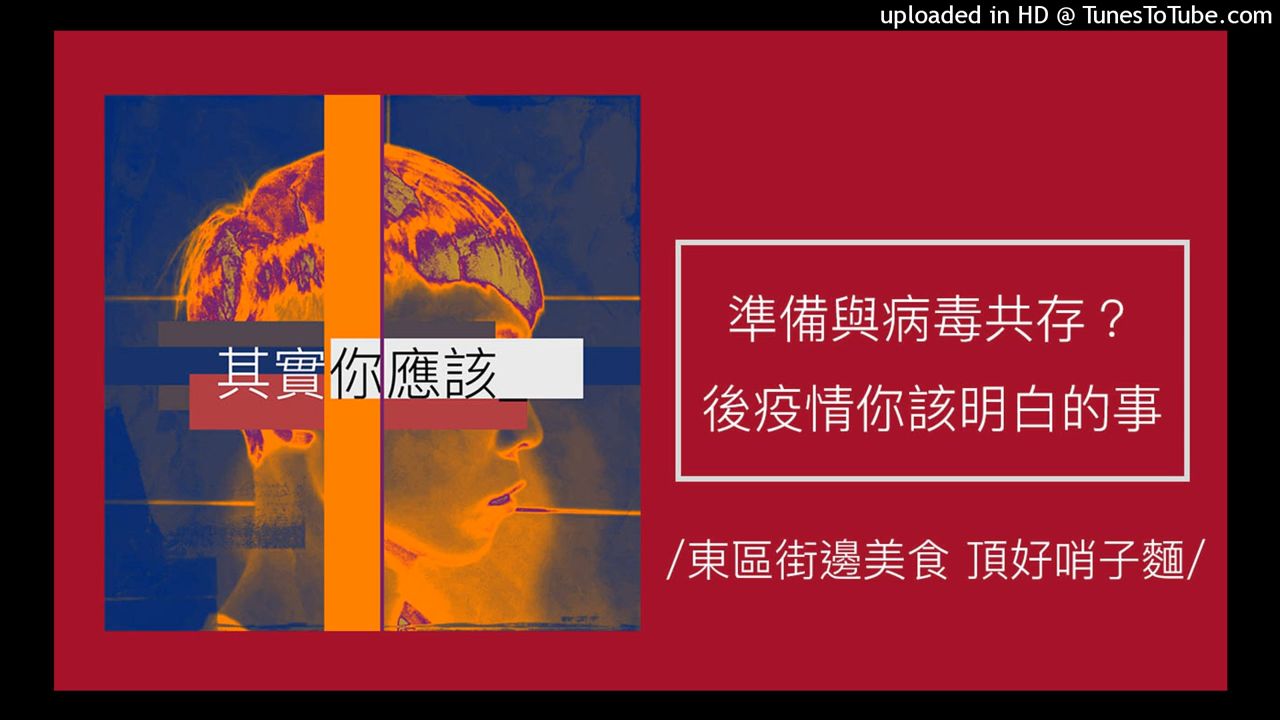 uploaded in HD @ TunesToTube.com
其實你應該_
準備與病毒共存？
後疫情你該明白的事
/東區街邊美食 頂好哨子麵/